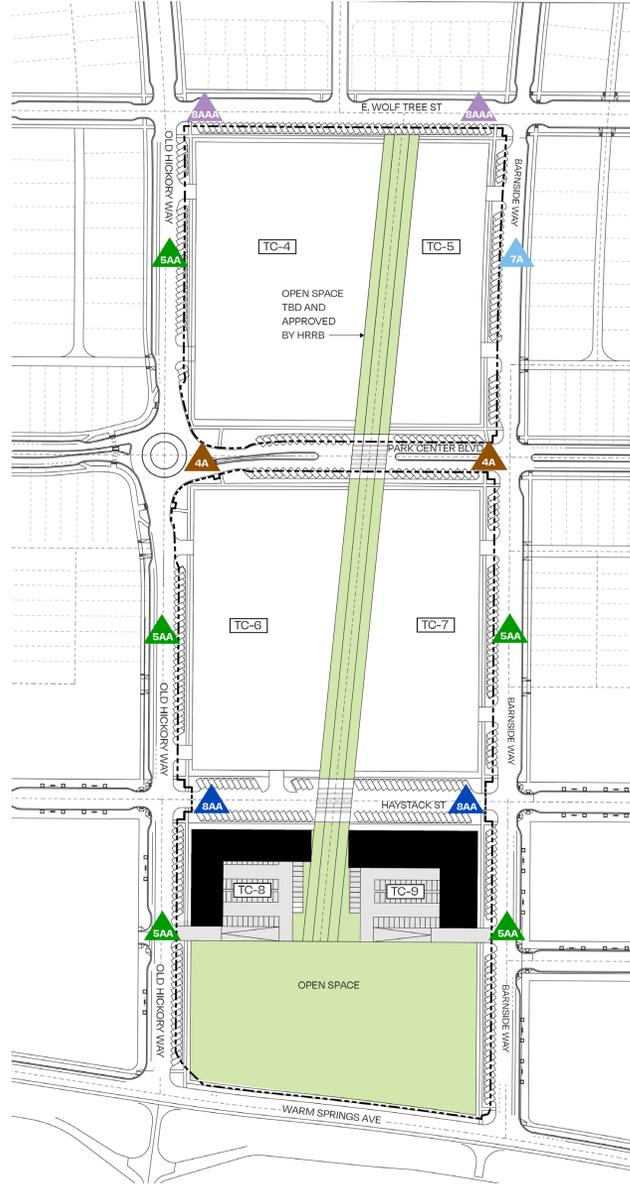 E. WOLF TREE ST
8AAA
8AAA
OLD HICKORY WAY
BARNSIDE WAY
TC-4
TC-5
5AA
7A
OPEN SPACE
TBD AND
APPROVED
BY HRRB
PARK CENTER BLVD
4A
4A
TC-6
TC-7
5AA
5AA
OLD HICKORY WAY
BARNSIDE WAY
8AA
HAYSTACK ST
8AA
TC-8
TC-9
5AA
5AA
OPEN SPACE
OLD HICKORY WAY
BARNSIDE WAY
WARM SPRINGS AVE